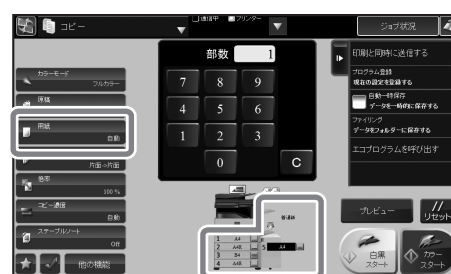 コピー
通信中
プリンター
ジョブ状況
部数
1
印刷と同時に送信する
プログラム登録
現在の設定を登録する
自動一時保存
データを一時的に保存する
ファイリング
データをフォルダーに保存する
エコプログラムを呼び出す
カラーモード
フルカラー
原稿
用紙
自動
片面→片面
倍率
100 %
コピー濃度
自動
ステープル/ソート
Off
他の機能
7 8 9
4 5 6
1 2 3
0 C
普通紙
1 A4
2 A4R
3 B4
4 A4R
5 A4
プレビュー
リセット
白黒
スタート
カラー
スタート